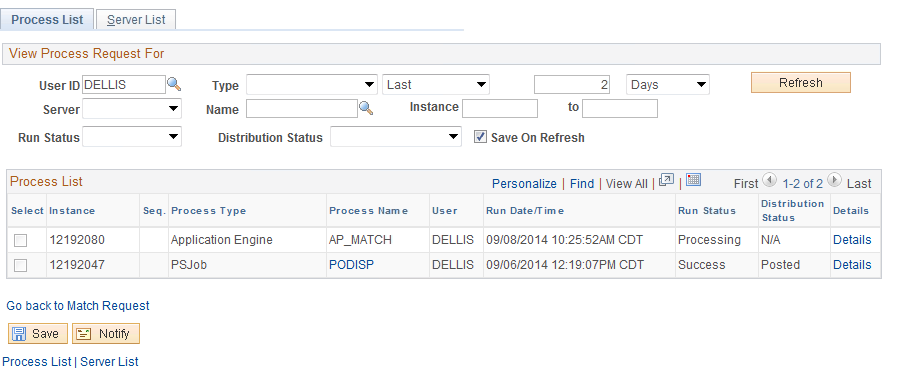 Process List Server List
View Process Request For
User ID DELLIS Type Last 2 Days Refresh
Server Name Instance to
Run Status Distribution Status Save On Refresh
Process List Personalize | Find | View All | | First 1-2 of 2 Last
Select Instance Seq. Process Type Process Name User Run Date/Time Run Status Distribution Status Details
12192080 Application Engine AP_MATCH DELLIS 09/08/2014 10:25:52AM CDT Processing N/A Details
12192047 PSJob PODISP DELLIS 09/06/2014 12:19:07PM CDT Success Posted Details
Go back to Match Request
Save Notify
Process List | Server List